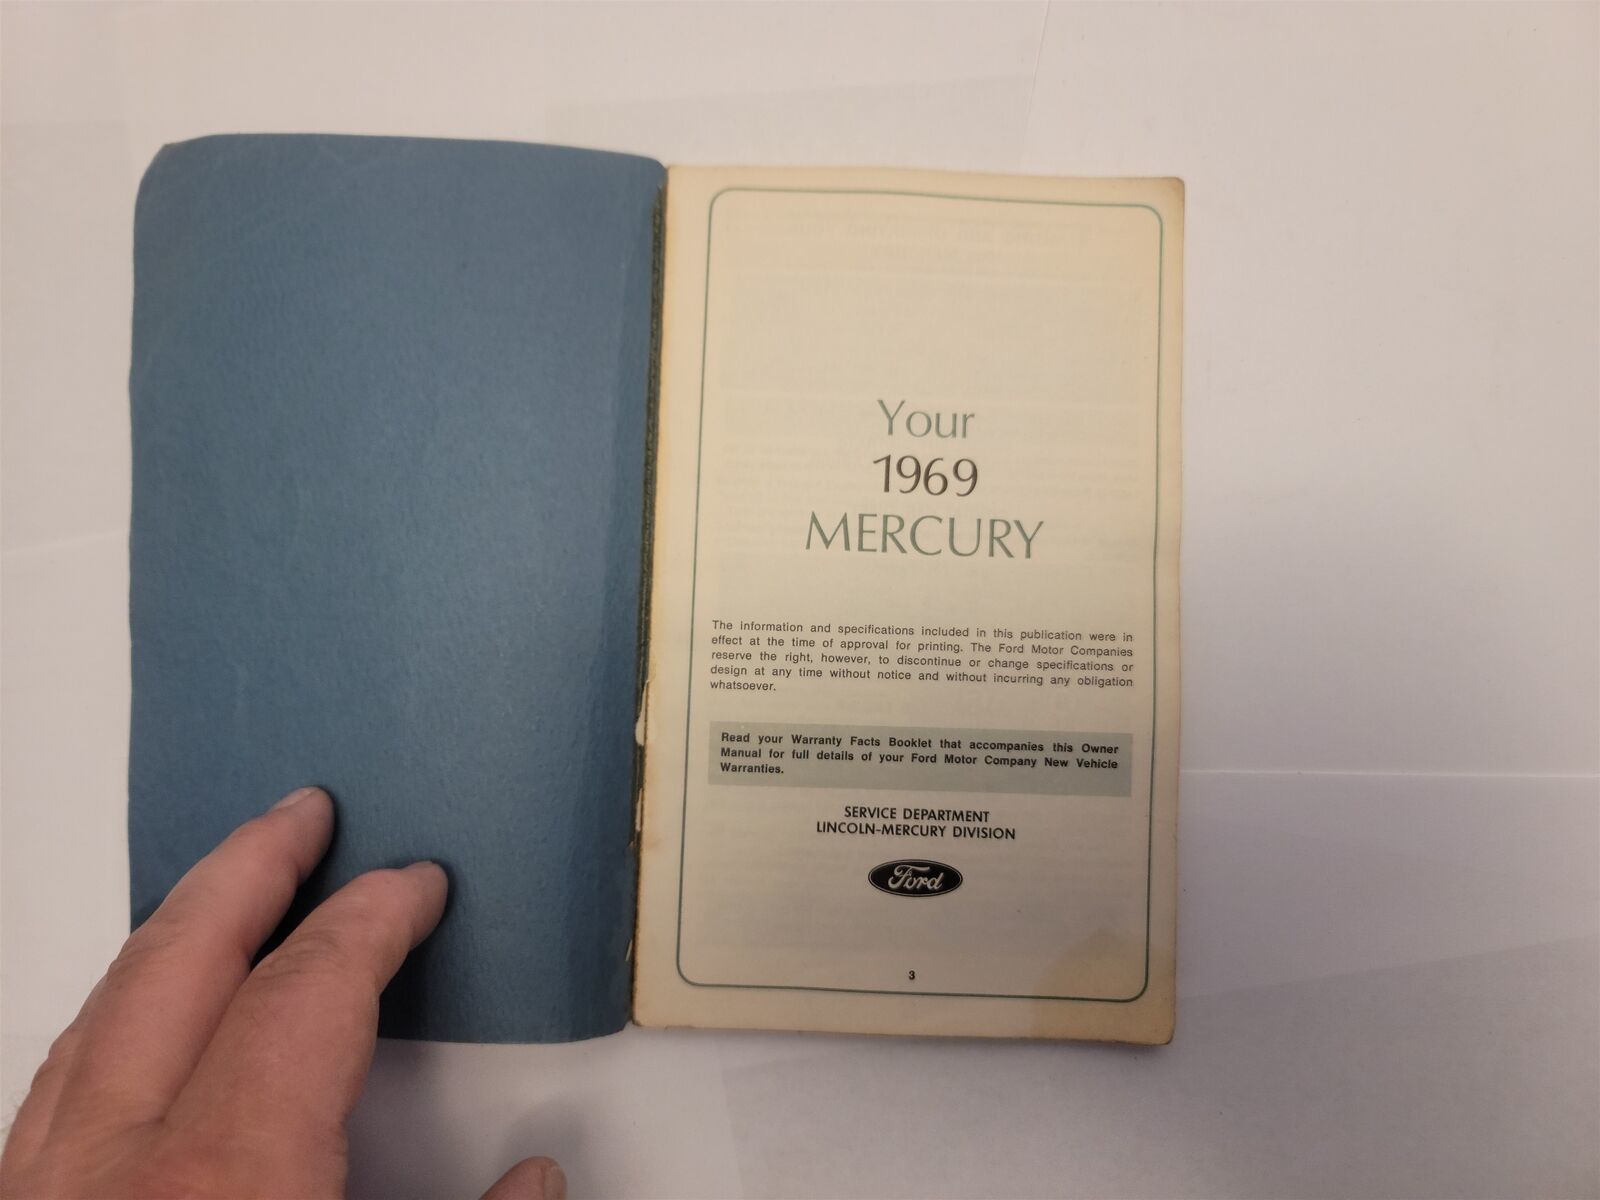 Your
1969
MERCURY
The information and specifications included in this publication were in
effect at the time of approval for printing. The Ford Motor Companies
reserve the right, however, to discontinue or change specifications or
design at any time without notice and without incurring any obligation
whatsoever.
Read your Warranty Facts Booklet that accompanies this Owner
Manual for full details of your Ford Motor Company New Vehicle
Warranties.
SERVICE DEPARTMENT
LINCOLN-MERCURY DIVISION
Ford
3